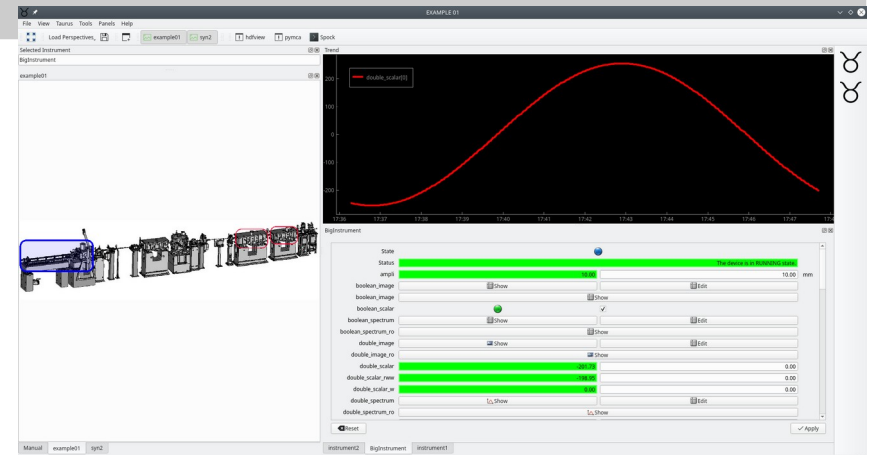 EXAMPLE 01
File View Taurus Tools Panels Help
Load Perspectives example01 syn2 hdfview pymca Spock
Selected Instrument
BigInstrument
example01
Trend
double_scalar[0]
200
100
0
-100
-200
17:36 17:37 17:38 17:39 17:40 17:41 17:42 17:43 17:44 17:45 17:46 17:47 17:4
BigInstrument
State
Status The device is in RUNNING state.
ampli 10.00 10.00 mm
boolean_image Show Edit
boolean_image Show
boolean_scalar
boolean_spectrum Show Edit
boolean_spectrum_ro Show
double_image Show Edit
double_image_ro Show
double_scalar -201.73 0.00
double_scalar_rww -198.95 0.00
double_scalar_w 0.00 0.00
double_spectrum Show Edit
double_spectrum_ro Show
Reset Apply
Manual example01 syn2
instrument2 BigInstrument instrument1